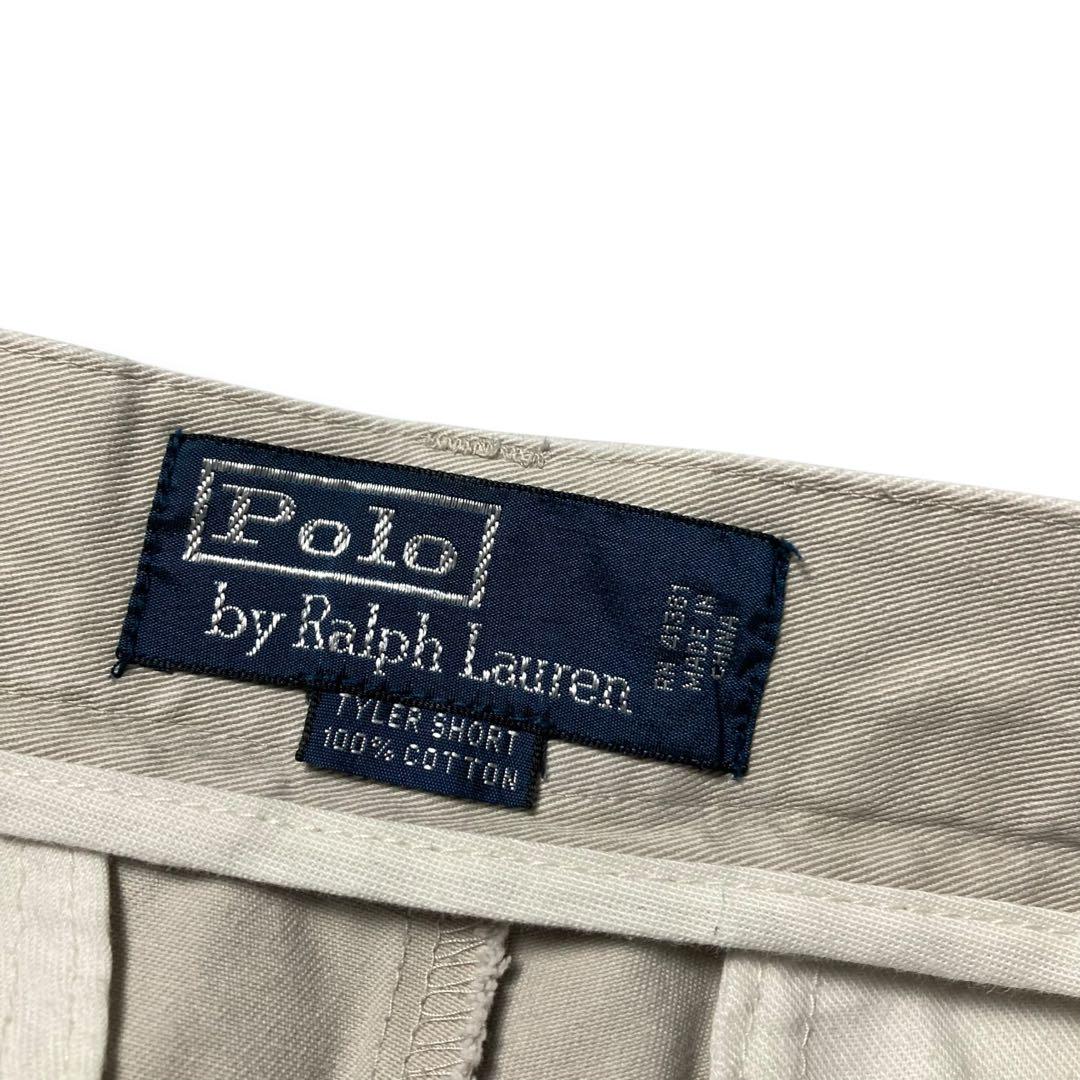 Polo
by Ralph Lauren
RN 41381
MADE IN
CHINA
TYLER SHORT
100% COTTON